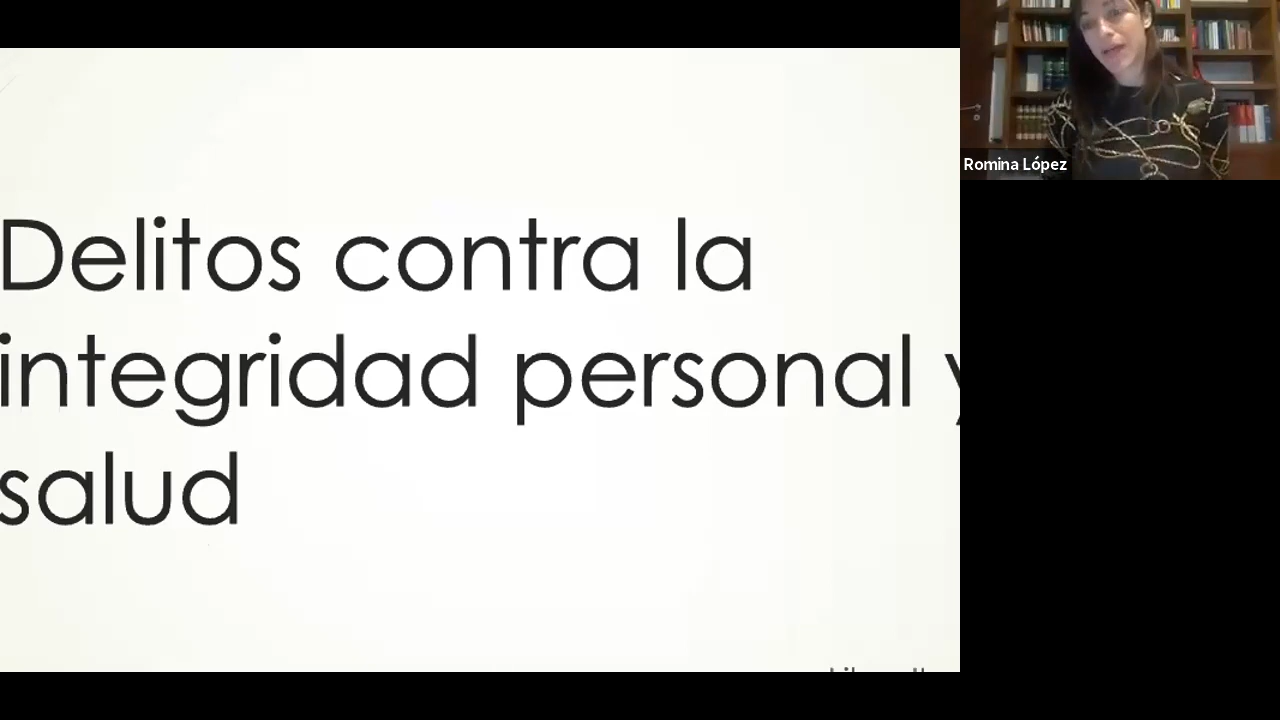 Delitos contra la
integridad personal y
salud
Romina López